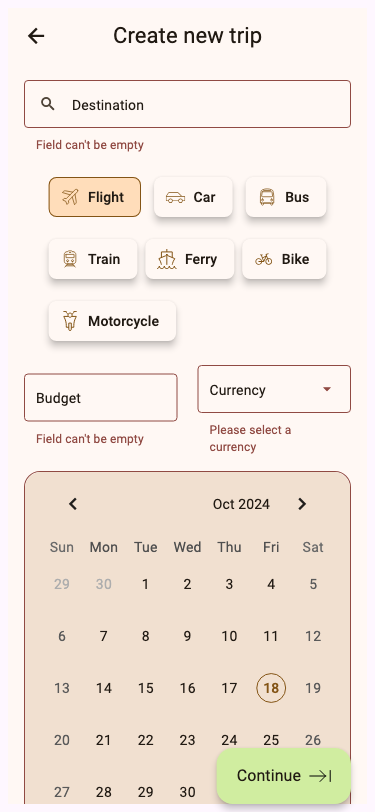 Create new trip
Destination
Field can't be empty
Flight Car Bus
Train Ferry Bike
Motorcycle
Budget Currency
Field can't be empty Please select a
currency
Oct 2024
Sun Mon Tue Wed Thu Fri Sat
29 30 1 2 3 4 5
6 7 8 9 10 11 12
13 14 15 16 17 18 19
20 21 22 23 24 25 26
27 28 29 30
Continue